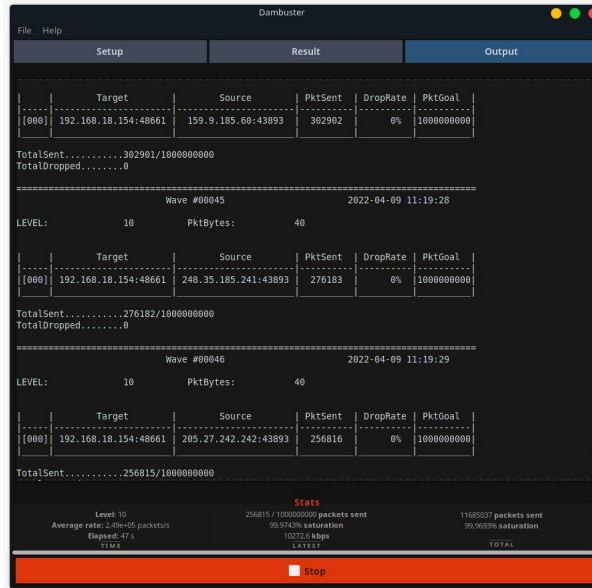 Dambuster
File Help
Setup Result Output
| | Target | Source | PktSent | DropRate | PktGoal |
|[000]| 192.168.18.154:48661 | 159.9.185.60:43893 | 302902 | 0% |1000000000|
TotalSent...........302901/1000000000
TotalDropped........0
================================================================================
Wave #00045 2022-04-09 11:19:28
LEVEL: 10 PktBytes: 40
| | Target | Source | PktSent | DropRate | PktGoal |
|[000]| 192.168.18.154:48661 | 248.35.185.241:43893 | 276183 | 0% |1000000000|
TotalSent...........276182/1000000000
TotalDropped........0
================================================================================
Wave #00046 2022-04-09 11:19:29
LEVEL: 10 PktBytes: 40
| | Target | Source | PktSent | DropRate | PktGoal |
|[000]| 192.168.18.154:48661 | 205.27.242.242:43893 | 256816 | 0% |1000000000|
TotalSent...........256815/1000000000
Stats
Level: 10 256815 / 1000000000 packets sent 11685037 packets sent
Average rate: 2,49e+05 packets/s 99,9743% saturation 99,9693% saturation
Elapsed: 47 s 10272,6 kbps
TIME LATEST TOTAL
Stop